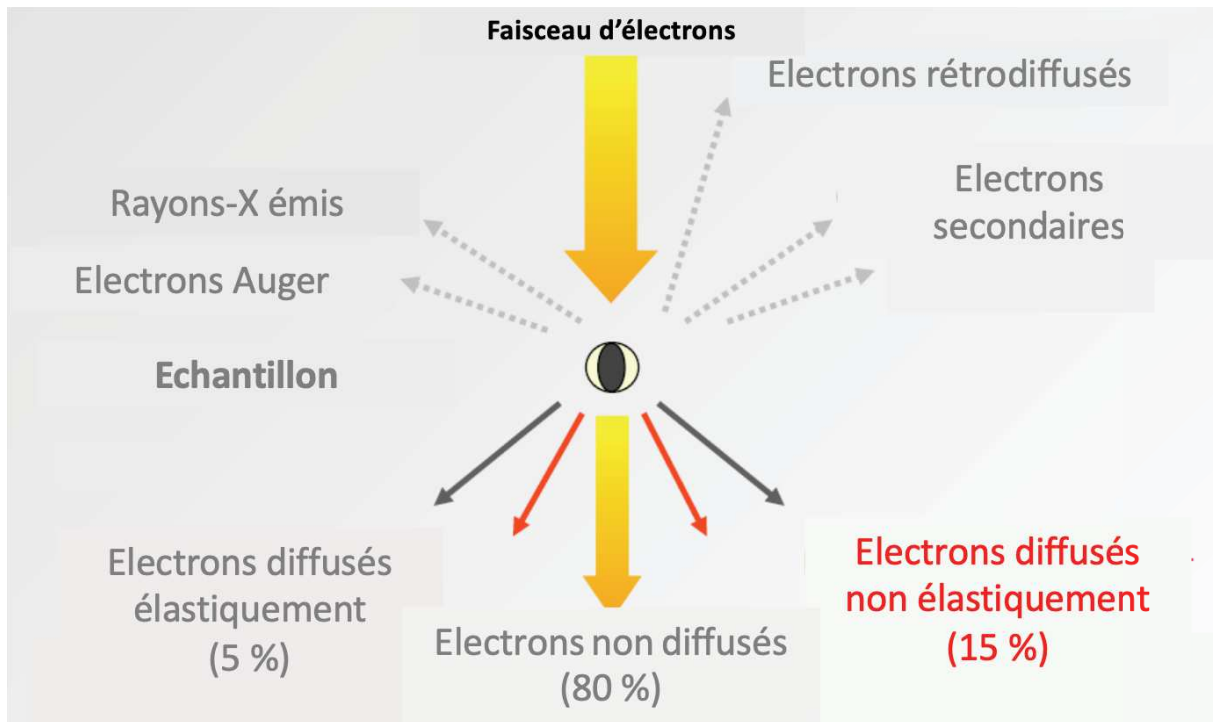 Faisceau d'électrons
Electrons rétrodiffusés
Rayons-X émis
Electrons
secondaires
Electrons Auger
Echantillon
Electrons diffusés
élastiquement
(5 %)
Electrons non diffusés
(80 %)
Electrons diffusés
non élastiquement
(15 %)